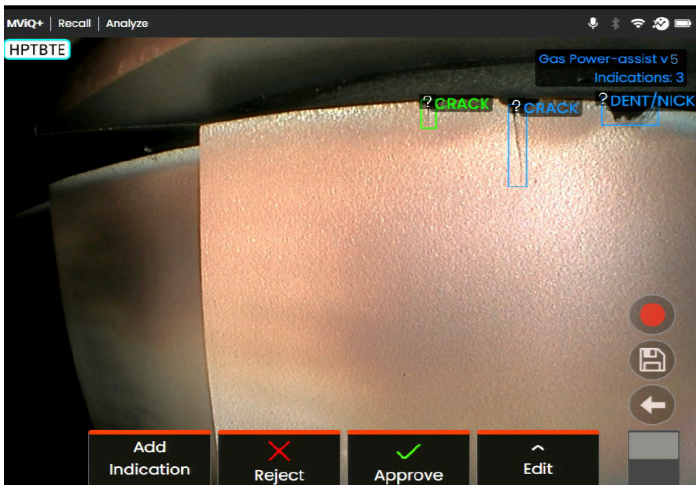 MViQ+ | Recall | Analyze
HPTBTE
Gas Power-assist v5
Indications: 3
?CRACK
?CRACK
?DENT/NICK
Add
Indication
Reject
Approve
Edit